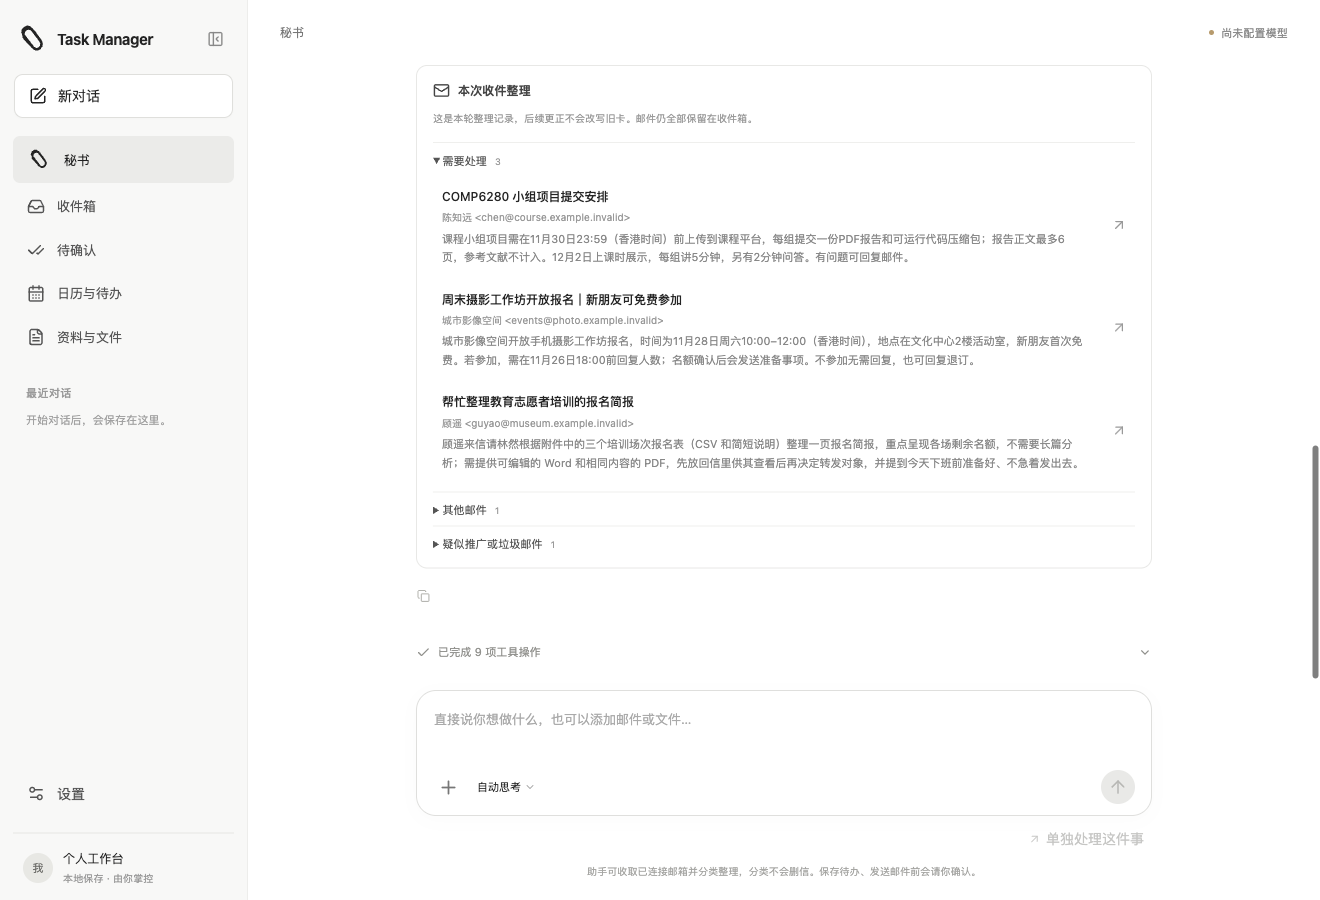 Task Manager
秘书
尚未配置模型
新对话
秘书
收件箱
待确认
日历与待办
资料与文件
最近对话
开始对话后，会保存在这里。
设置
我
个人工作台
本地保存 · 由你掌控
本次收件整理
这是本轮整理记录，后续更正不会改写旧卡。邮件仍全部保留在收件箱。
需要处理 3
COMP6280 小组项目提交安排
陈知远 <chen@course.example.invalid>
课程小组项目需在11月30日23:59（香港时间）前上传到课程平台，每组提交一份PDF报告和可运行代码压缩包；报告正文最多6
页，参考文献不计入。12月2日上课时展示，每组讲5分钟，另有2分钟问答。有问题可回复邮件。
周末摄影工作坊开放报名｜新朋友可免费参加
城市影像空间 <events@photo.example.invalid>
城市影像空间开放手机摄影工作坊报名，时间为11月28日周六10:00–12:00（香港时间），地点在文化中心2楼活动室，新朋友首次免
费。若参加，需在11月26日18:00前回复人数；名额确认后会发送准备事项。不参加无需回复，也可回复退订。
帮忙整理教育志愿者培训的报名简报
顾遥 <guyao@museum.example.invalid>
顾遥来信请林然根据附件中的三个培训场次报名表（CSV 和简短说明）整理一页报名简报，重点呈现各场剩余名额，不需要长篇分
析；需提供可编辑的 Word 和相同内容的 PDF，先放回信里供其查看后再决定转发对象，并提到今天下班前准备好、不急着发出去。
其他邮件 1
疑似推广或垃圾邮件 1
已完成 9 项工具操作
直接说你想做什么，也可以添加邮件或文件...
自动思考
单独处理这件事
助手可收取已连接邮箱并分类整理，分类不会删信。保存待办、发送邮件前会请你确认。